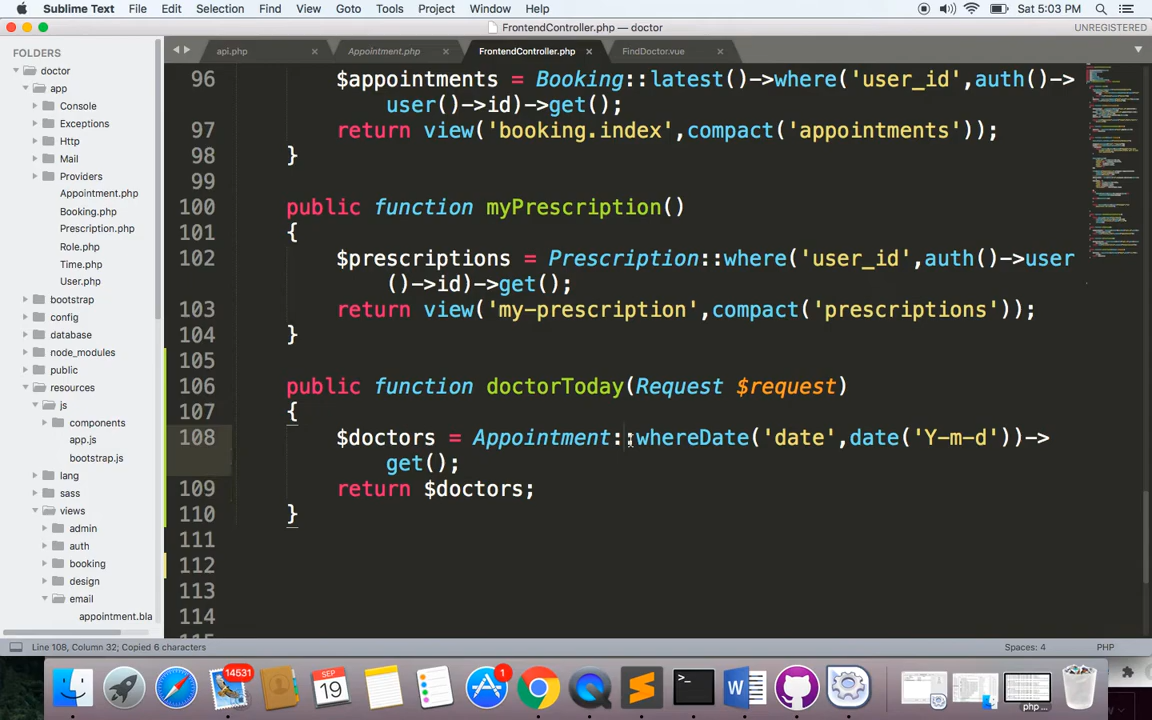 Sublime Text File Edit Selection Find View Goto Tools Project Window Help Sat 5:03 PM
FrontendController.php — doctor UNREGISTERED
FOLDERS
doctor
app
Console
Exceptions
Http
Mail
Providers
Appointment.php
Booking.php
Prescription.php
Role.php
Time.php
User.php
bootstrap
config
database
node_modules
public
resources
js
components
app.js
bootstrap.js
lang
sass
views
admin
auth
booking
design
email
appointment.bla
api.php Appointment.php FrontendController.php FindDoctor.vue
96 $appointments = Booking::latest()->where('user_id',auth()->
user()->id)->get();
97 return view('booking.index',compact('appointments'));
98 }
99
100 public function myPrescription()
101 {
102 $prescriptions = Prescription::where('user_id',auth()->user
()->id)->get();
103 return view('my-prescription',compact('prescriptions'));
104 }
105
106 public function doctorToday(Request $request)
107 {
108 $doctors = Appointment::whereDate('date',date('Y-m-d'))->
get();
109 return $doctors;
110 }
111
112
113
114
Line 108, Column 32; Copied 6 characters Spaces: 4 PHP
14531
SEP
19
1
>_
W
php ...